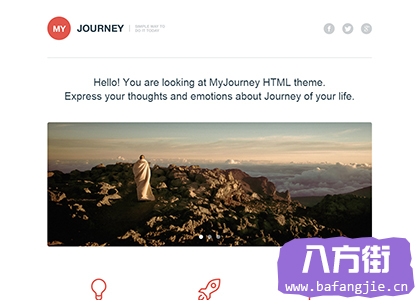 MY JOURNEY
SIMPLE WAY TO
DO IT TODAY
Hello! You are looking at MyJourney HTML theme.
Express your thoughts and emotions about Journey of your life.
八方街
www.bafangjie.cn